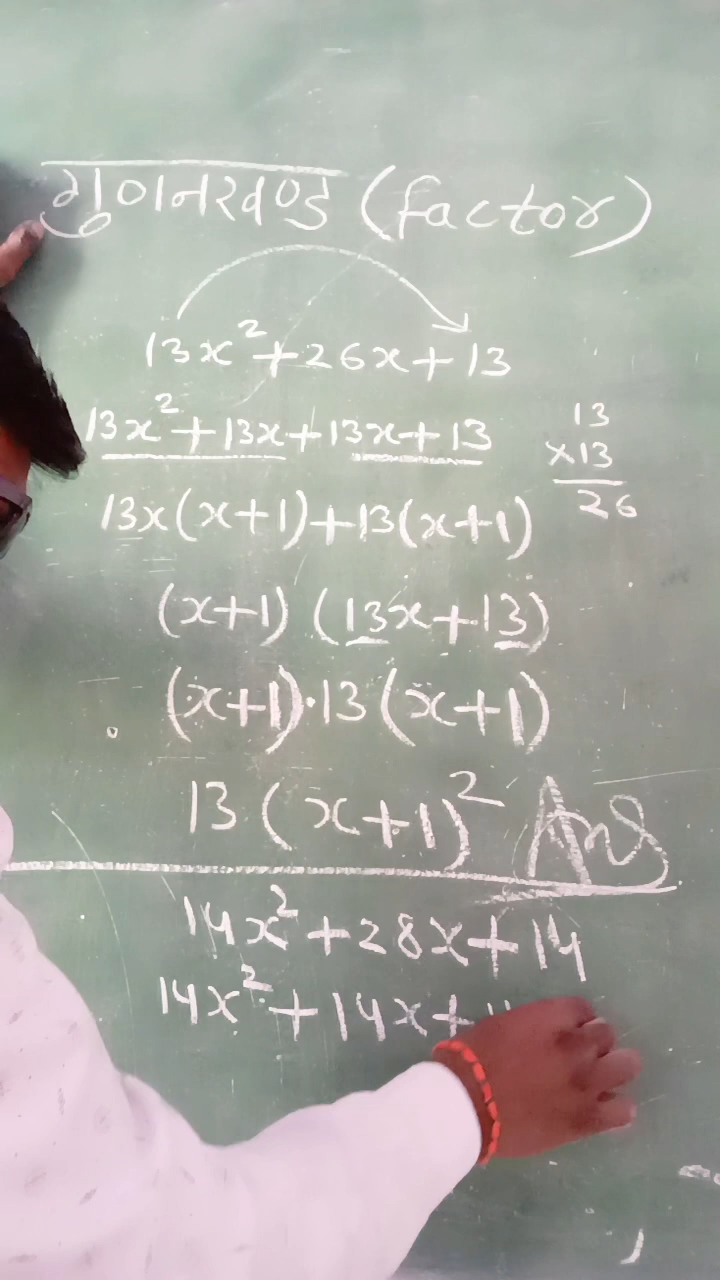 गुणनखण्ड (factor)
13x²+26x+13
13x²+13x+13x+13
13
×13
26
13x(x+1)+13(x+1)
(x+1) (13x+13)
(x+1)·13(x+1)
13(x+1)² Ans
14x²+28x+14
14x²+14x+